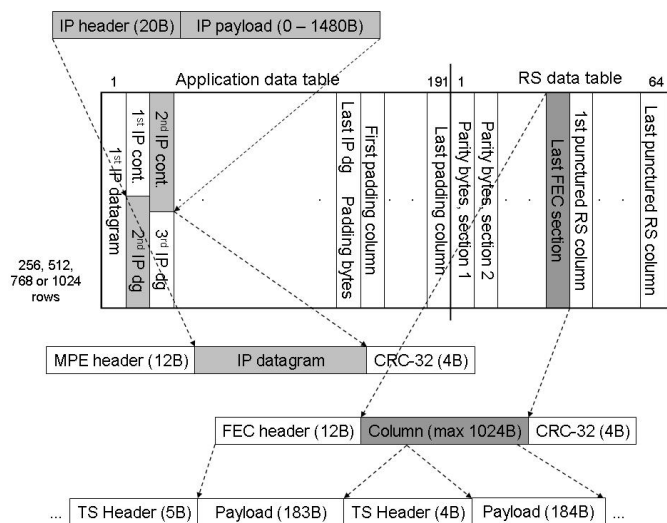 IP header (20B) IP payload (0 – 1480B)
1 Application data table 191 1 RS data table 64
1st IP datagram
1st IP cont.
2nd IP dg
2nd IP cont.
3rd IP dg
. . .
Last IP dg
Padding bytes
First padding column
. .
Last padding column
Parity bytes, section 1
Parity bytes, section 2
. .
Last FEC section
1st punctured RS column
. .
Last punctured RS column
256, 512,
768 or 1024
rows
MPE header (12B) IP datagram CRC-32 (4B)
FEC header (12B) Column (max 1024B) CRC-32 (4B)
... TS Header (5B) Payload (183B) TS Header (4B) Payload (184B) ...